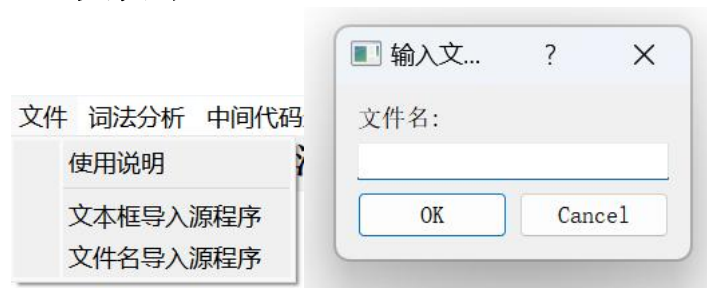 文件 词法分析 中间代码
使用说明
文本框导入源程序
文件名导入源程序
输入文... ? ×
文件名:
OK Cancel